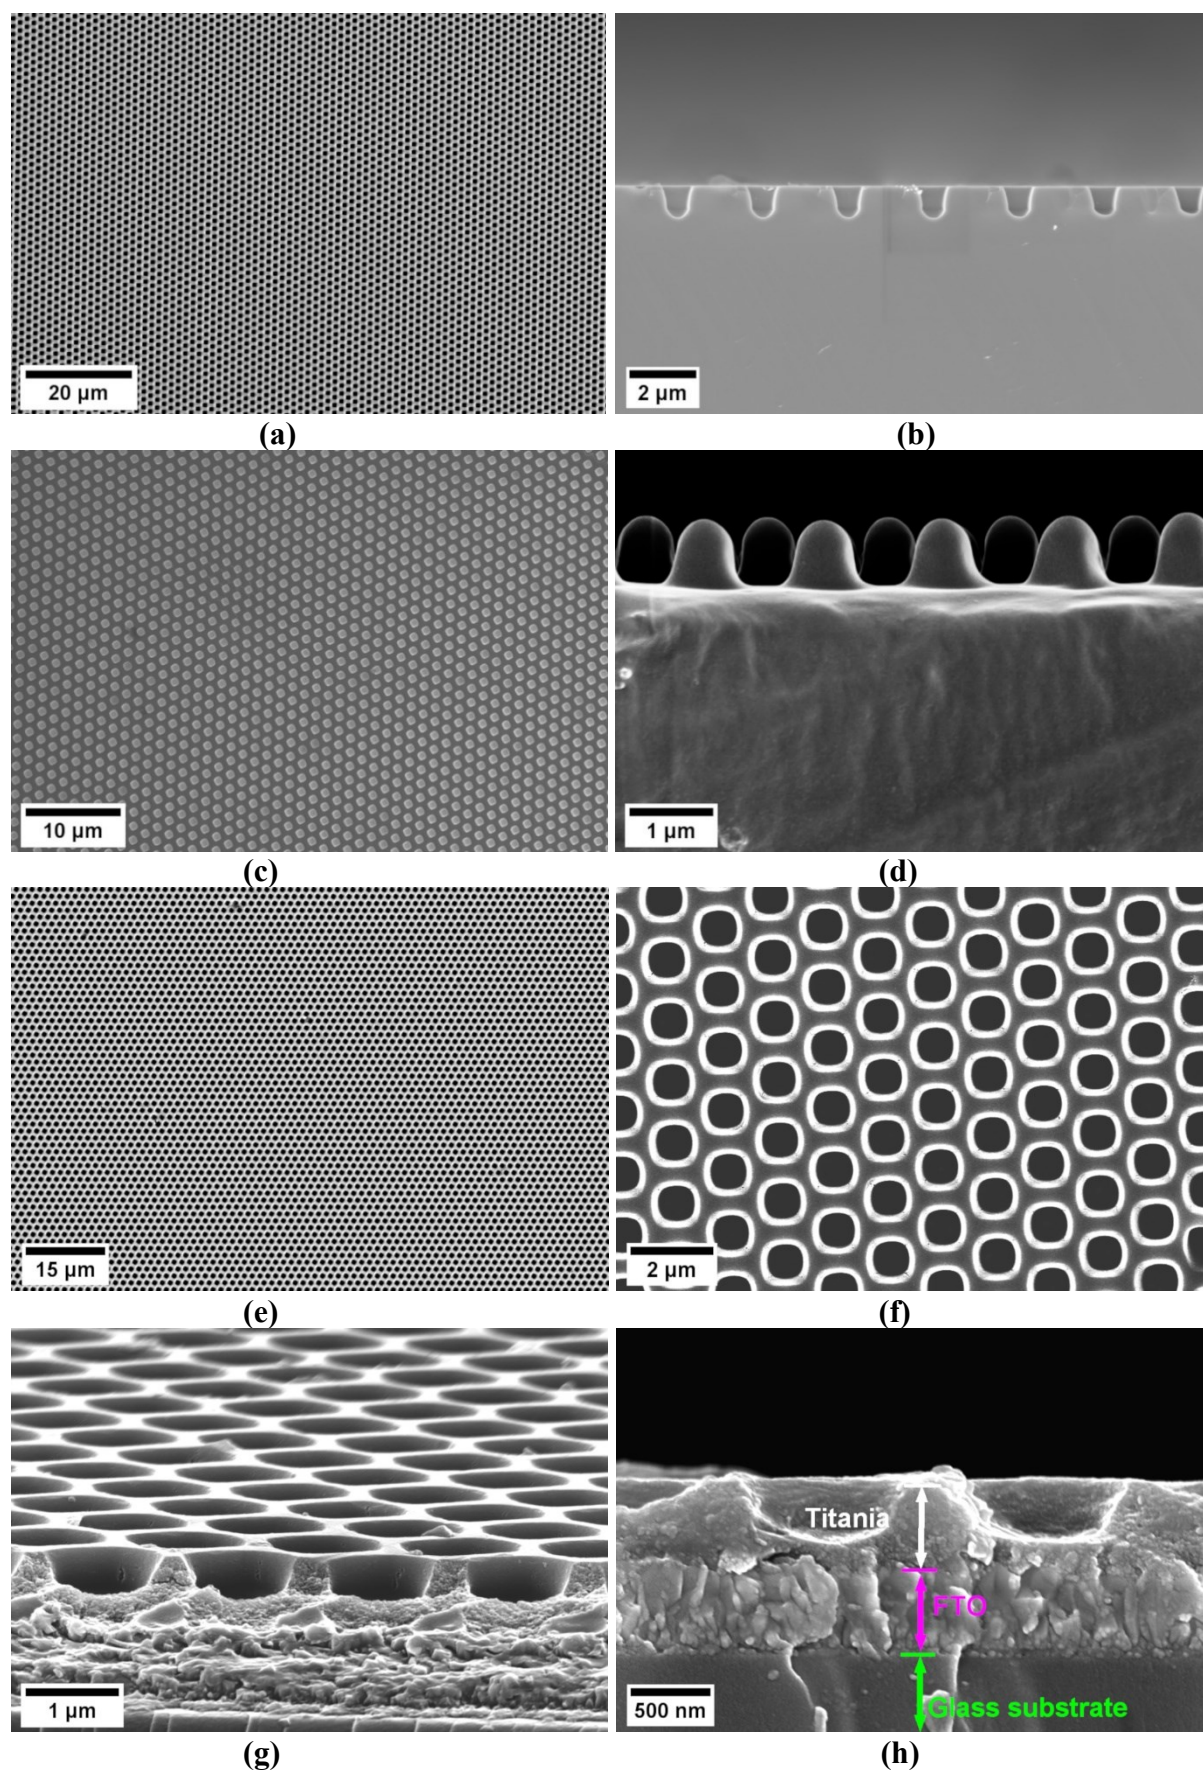 20 µm
2 µm
(a)
(b)
10 µm
1 µm
(c)
(d)
15 µm
2 µm
(e)
(f)
Titania
FTO
Glass substrate
1 µm
500 nm
(g)
(h)